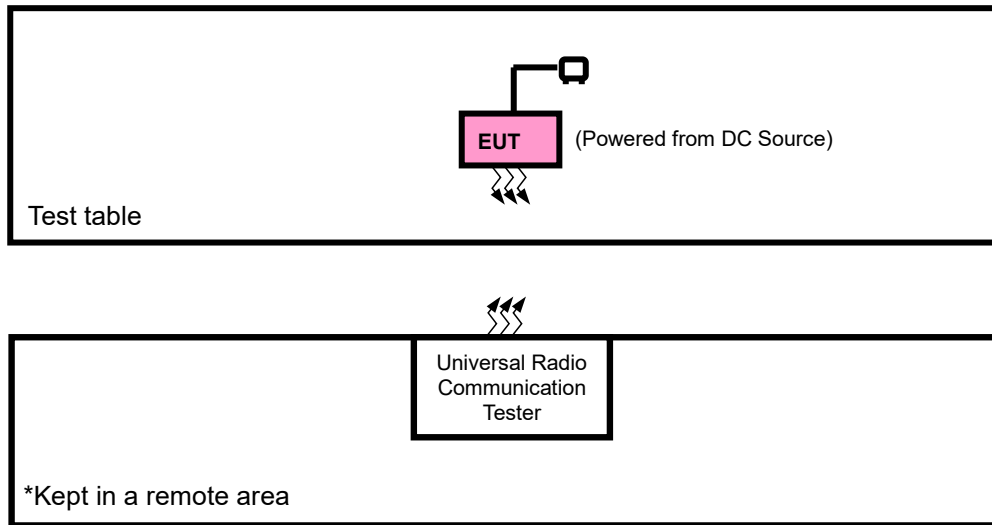 EUT
(Powered from DC Source)
Test table
Universal Radio
Communication
Tester
*Kept in a remote area